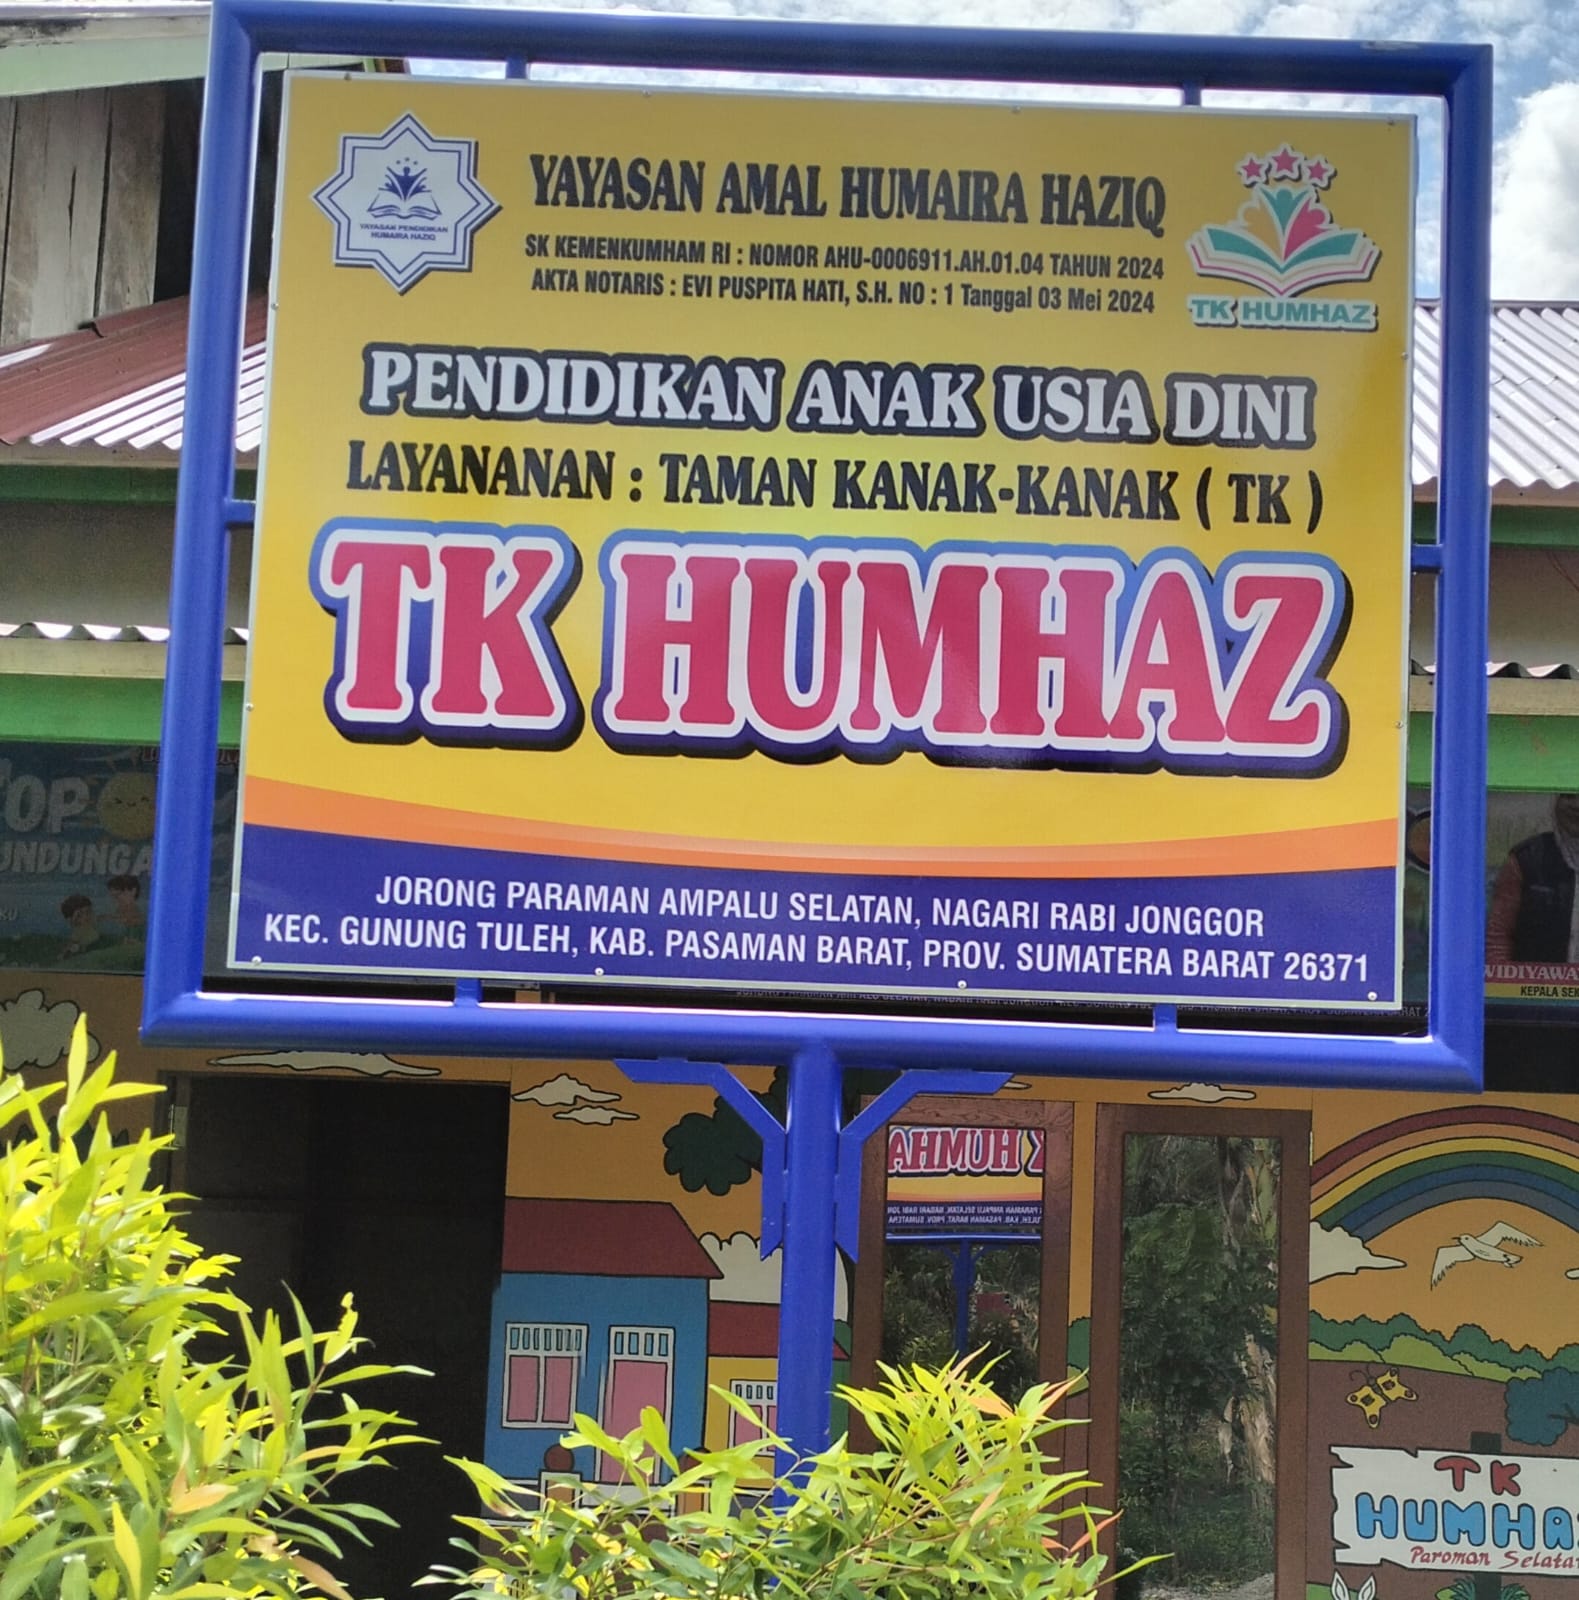 YAYASAN PENDIDIKAN
HUMAIRA HAZIQ
YAYASAN AMAL HUMAIRA HAZIQ
SK KEMENKUMHAM RI : NOMOR AHU-0006911.AH.01.04 TAHUN 2024
AKTA NOTARIS : EVI PUSPITA HATI, S.H. NO : 1 Tanggal 03 Mei 2024
TK HUMHAZ
PENDIDIKAN ANAK USIA DINI
LAYANANAN : TAMAN KANAK-KANAK ( TK )
TK HUMHAZ
JORONG PARAMAN AMPALU SELATAN, NAGARI RABI JONGGOR
KEC. GUNUNG TULEH, KAB. PASAMAN BARAT, PROV. SUMATERA BARAT 26371
TK
HUMHA
Paroman Selata